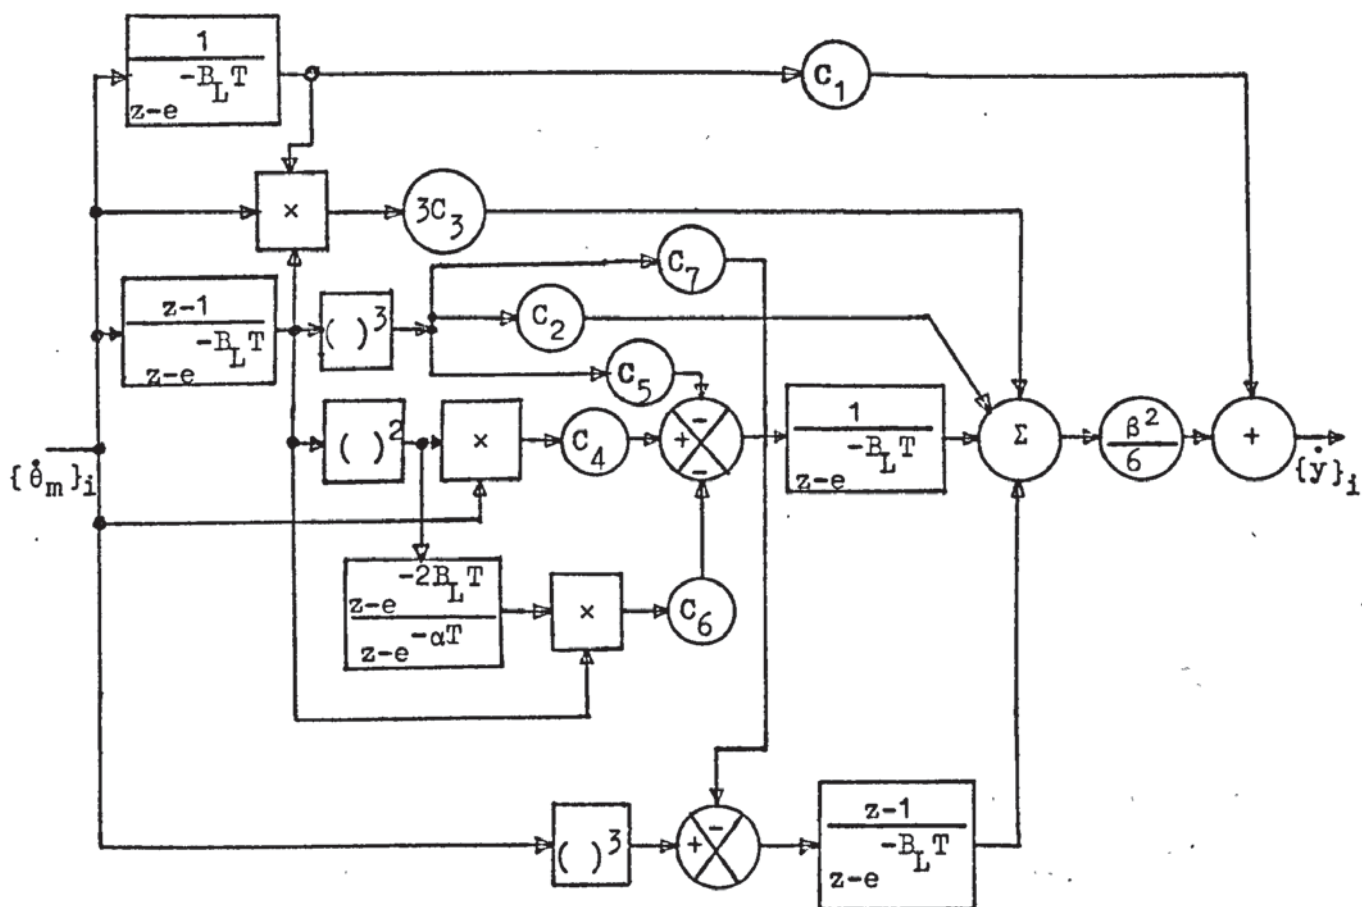 1
z-e^{-B_L T}
C_1
×
3C_3
C_7
z-1
z-e^{-B_L T}
( )^3
C_2
C_5
1
z-e^{-B_L T}
( )^2
×
C_4
+ - -
Σ
β^2
6
+
{θ̇_m}_i
{ẏ}_i
z-e^{-2B_L T}
z-e^{-αT}
×
C_6
( )^3
+ -
z-1
z-e^{-B_L T}